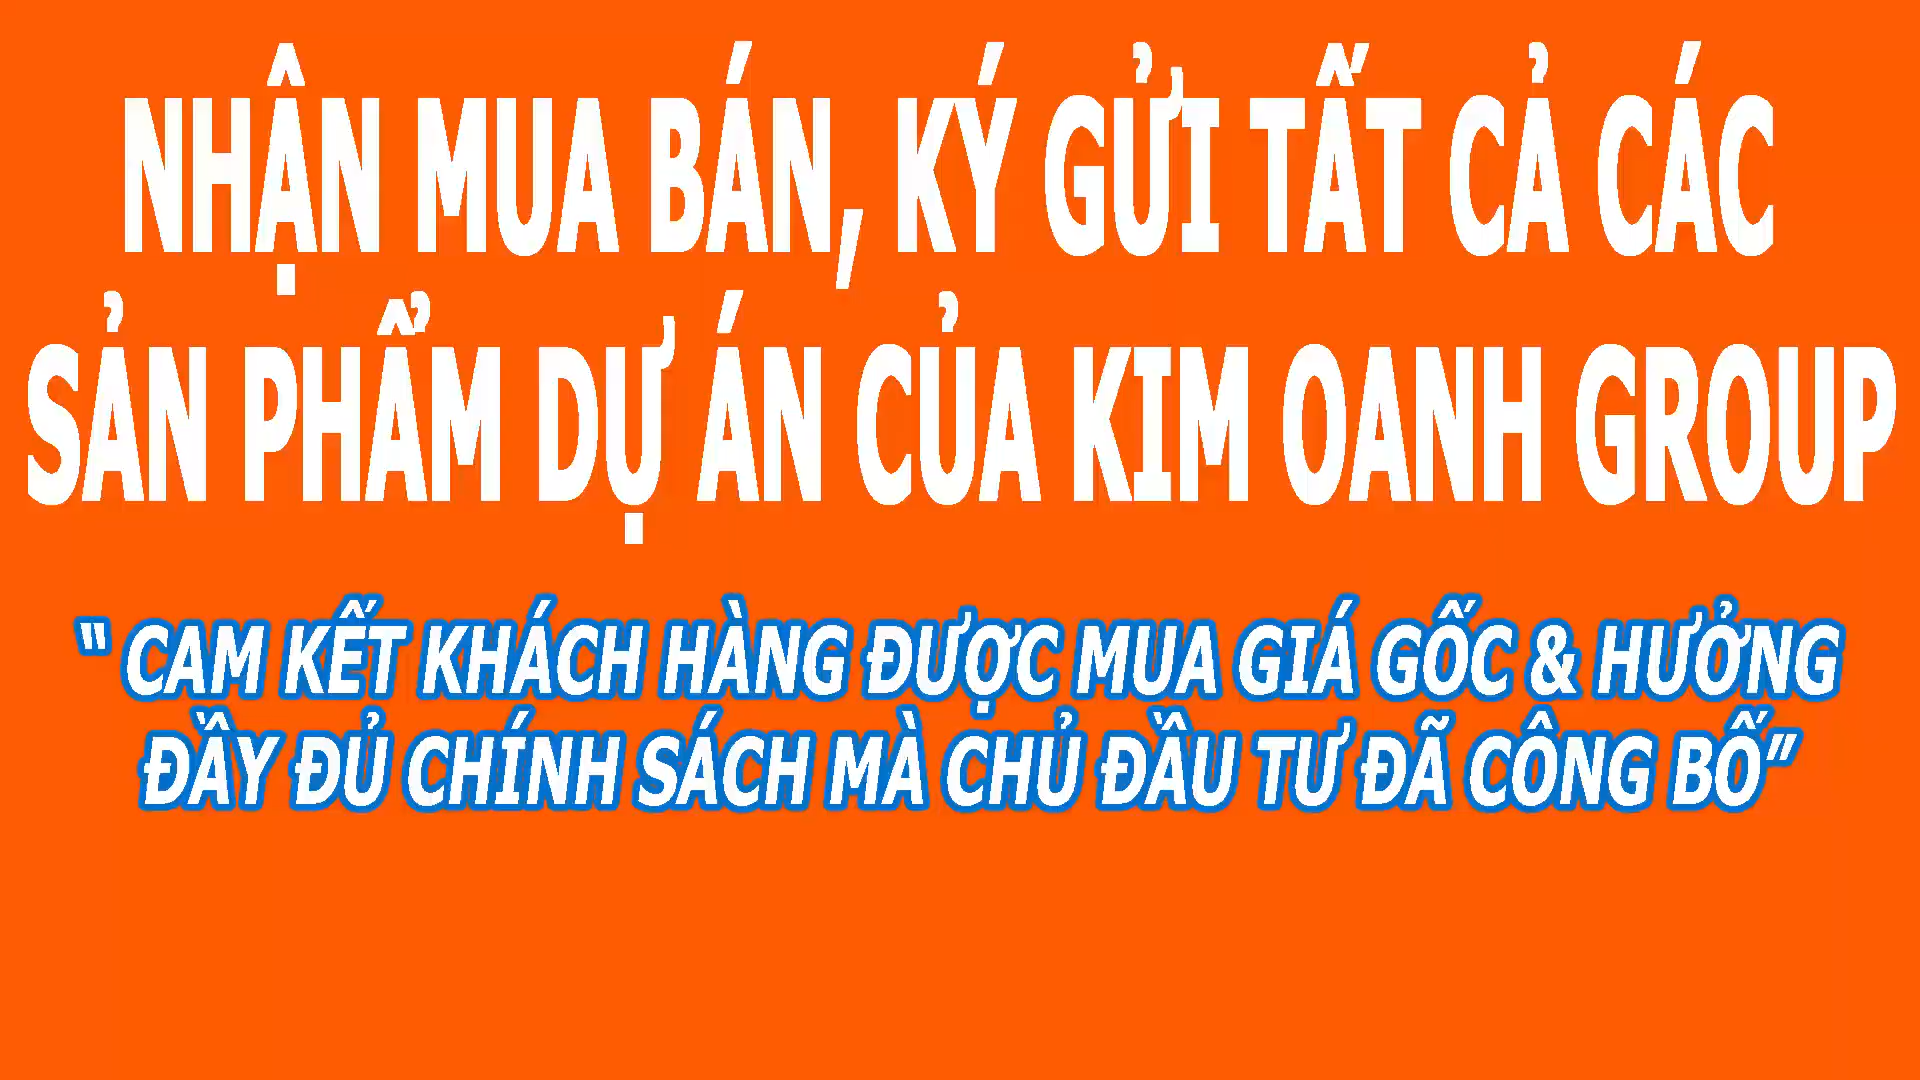 NHẬN MUA BÁN, KÝ GỬI TẤT CẢ CÁC
SẢN PHẨM DỰ ÁN CỦA KIM OANH GROUP
“ CAM KẾT KHÁCH HÀNG ĐƯỢC MUA GIÁ GỐC & HƯỞNG
ĐẦY ĐỦ CHÍNH SÁCH MÀ CHỦ ĐẦU TƯ ĐÃ CÔNG BỐ”